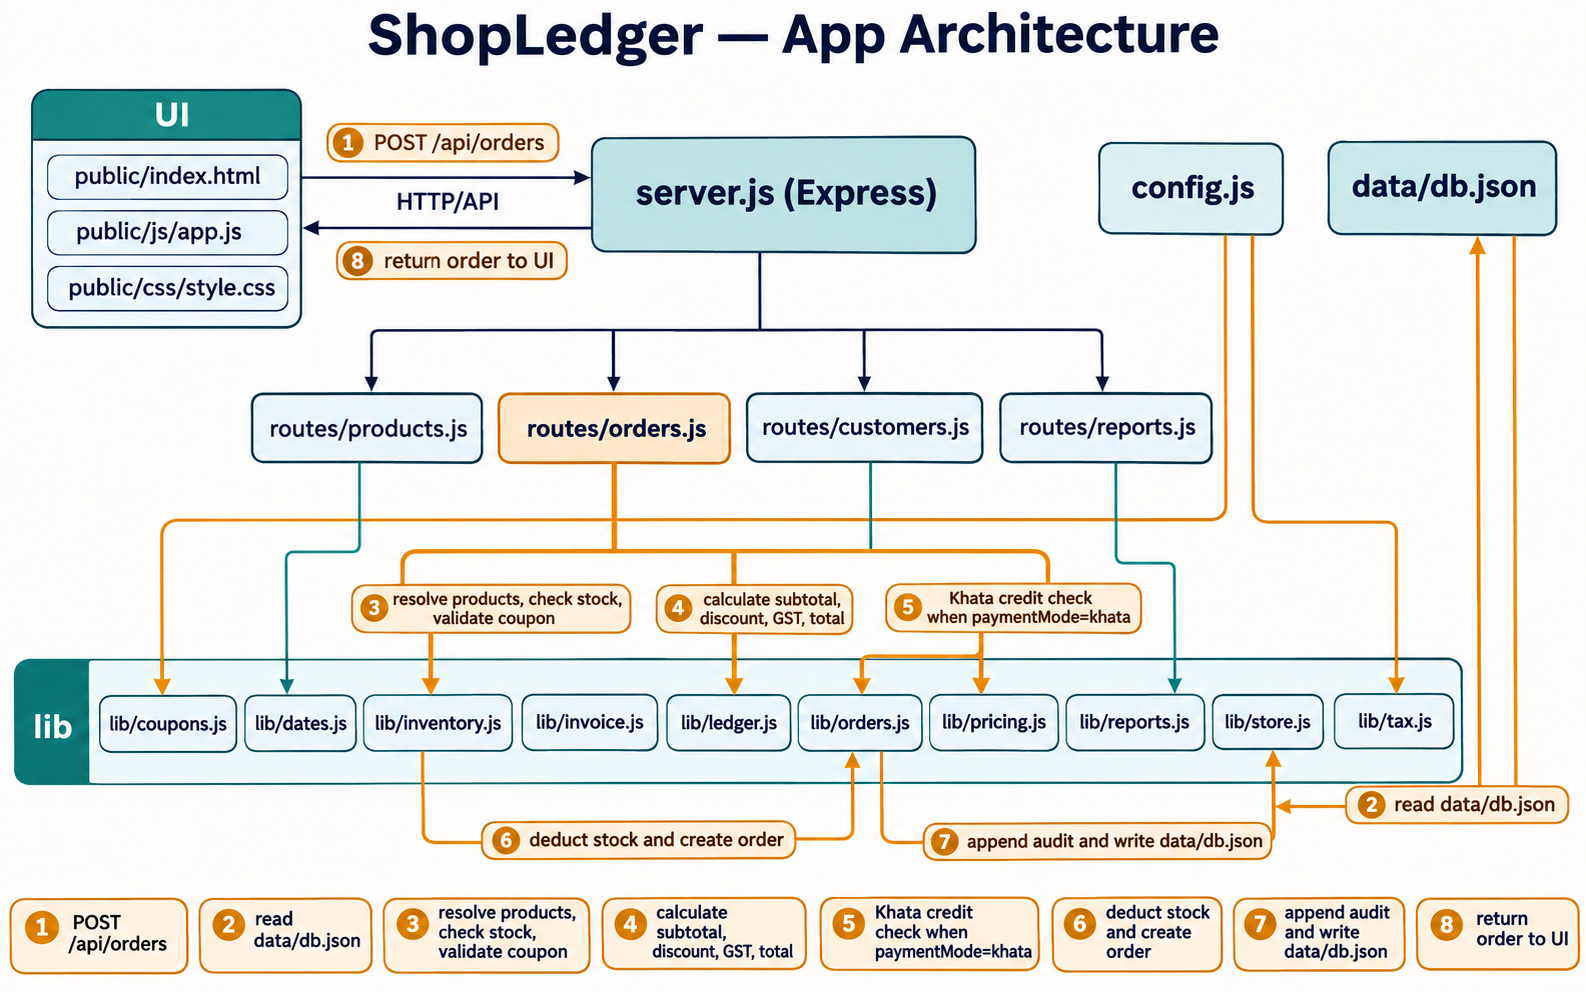 ShopLedger — App Architecture
UI
public/index.html
public/js/app.js
public/css/style.css
1 POST /api/orders
HTTP/API
8 return order to UI
server.js (Express)
config.js
data/db.json
routes/products.js
routes/orders.js
routes/customers.js
routes/reports.js
3 resolve products, check stock,
validate coupon
4 calculate subtotal,
discount, GST, total
5 Khata credit check
when paymentMode=khata
lib
lib/coupons.js
lib/dates.js
lib/inventory.js
lib/invoice.js
lib/ledger.js
lib/orders.js
lib/pricing.js
lib/reports.js
lib/store.js
lib/tax.js
2 read data/db.json
6 deduct stock and create order
7 append audit and write data/db.json
1 POST
/api/orders
2 read
data/db.json
3 resolve products,
check stock,
validate coupon
4 calculate
subtotal,
discount, GST, total
5 Khata credit
check when
paymentMode=khata
6 deduct stock
and create
order
7 append audit
and write
data/db.json
8 return
order to UI